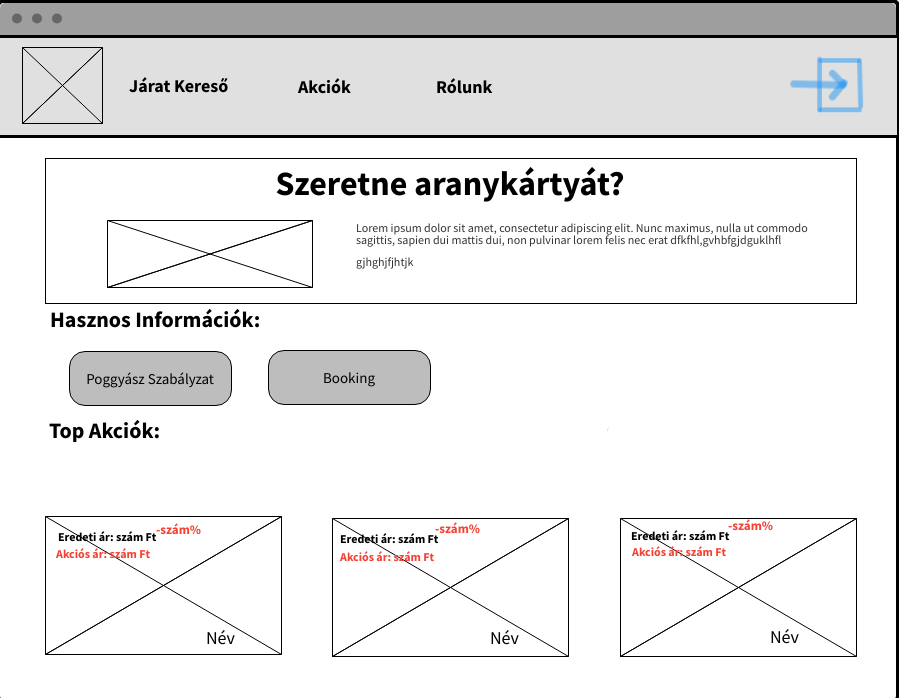 Járat Kereső
Akciók
Rólunk
Szeretne aranykártyát?
Lorem ipsum dolor sit amet, consectetur adipiscing elit. Nunc maximus, nulla ut commodo
sagittis, sapien dui mattis dui, non pulvinar lorem felis nec erat dfkfhl,gvhbfgjdguklhfl
gjhghjfjhtjk
Hasznos Információk:
Poggyász Szabályzat
Booking
Top Akciók:
-szám%
Eredeti ár: szám Ft
Akciós ár: szám Ft
Név
-szám%
Eredeti ár: szám Ft
Akciós ár: szám Ft
Név
-szám%
Eredeti ár: szám Ft
Akciós ár: szám Ft
Név